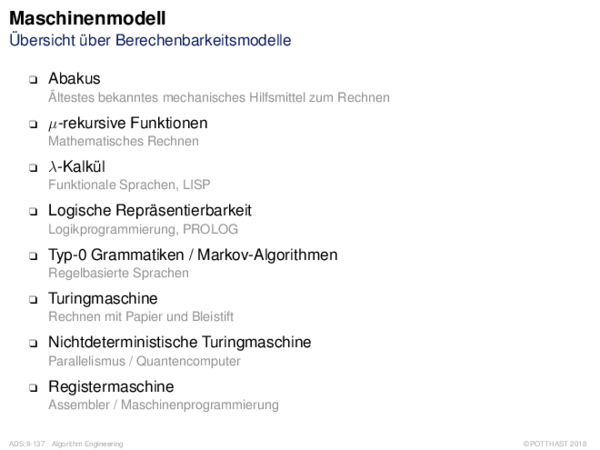 Maschinenmodell
Übersicht über Berechenbarkeitsmodelle
❑ Abakus
Ältestes bekanntes mechanisches Hilfsmittel zum Rechnen
❑ μ-rekursive Funktionen
Mathematisches Rechnen
❑ λ-Kalkül
Funktionale Sprachen, LISP
❑ Logische Repräsentierbarkeit
Logikprogrammierung, PROLOG
❑ Typ-0 Grammatiken / Markov-Algorithmen
Regelbasierte Sprachen
❑ Turingmaschine
Rechnen mit Papier und Bleistift
❑ Nichtdeterministische Turingmaschine
Parallelismus / Quantencomputer
❑ Registermaschine
Assembler / Maschinenprogrammierung
ADS:II-137 Algorithm Engineering © POTTHAST 2018